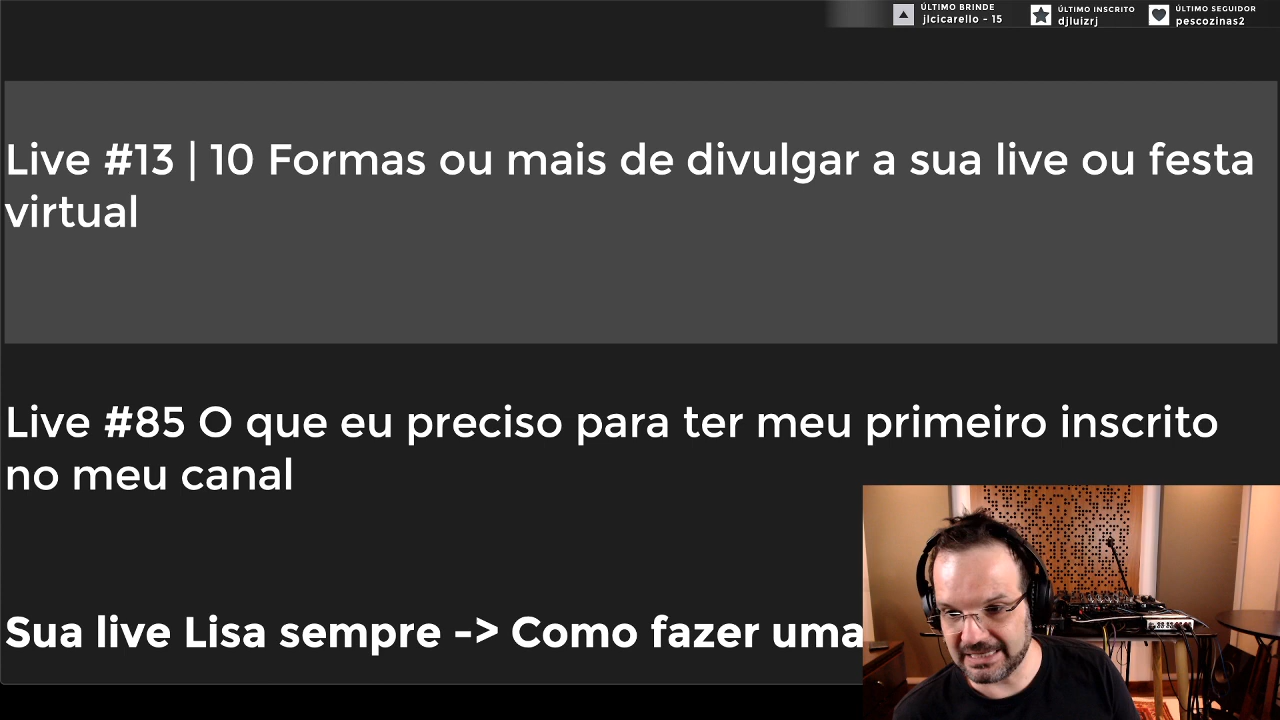 ÚLTIMO BRINDE
jlcicarello - 15
ÚLTIMO INSCRITO
djluizrj
ÚLTIMO SEGUIDOR
pescozinas2
Live #13 | 10 Formas ou mais de divulgar a sua live ou festa
virtual
Live #85 O que eu preciso para ter meu primeiro inscrito
no meu canal
Sua live Lisa sempre -> Como fazer uma